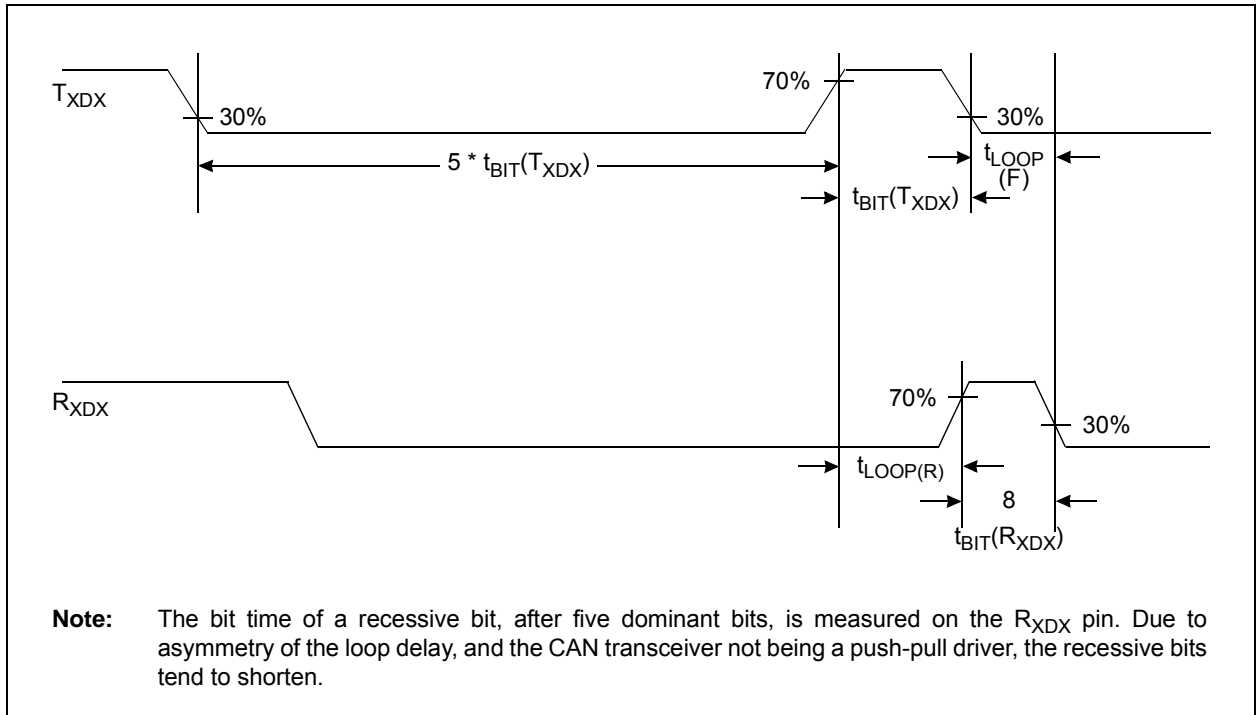 TXDX
30%
70%
30%
5 * tBIT(TXDX)
tLOOP
(F)
tBIT(TXDX)
RXDX
70%
30%
tLOOP(R)
8
tBIT(RXDX)
Note: The bit time of a recessive bit, after five dominant bits, is measured on the RXDX pin. Due to
asymmetry of the loop delay, and the CAN transceiver not being a push-pull driver, the recessive bits
tend to shorten.